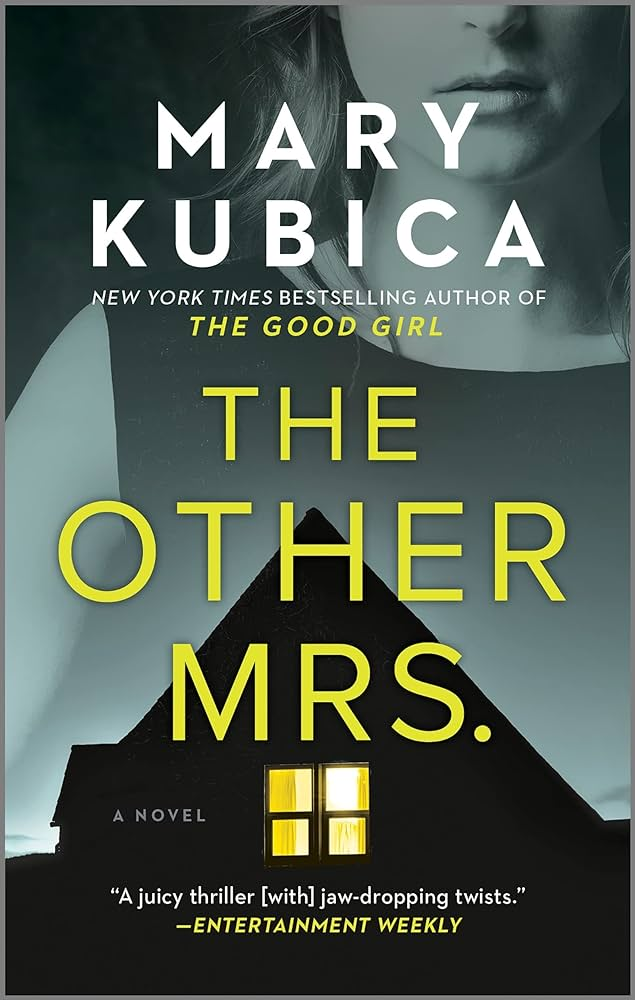 MARY
KUBICA
NEW YORK TIMES BESTSELLING AUTHOR OF
THE GOOD GIRL
THE
OTHER
MRS.
A NOVEL
“A juicy thriller [with] jaw-dropping twists.”
—ENTERTAINMENT WEEKLY